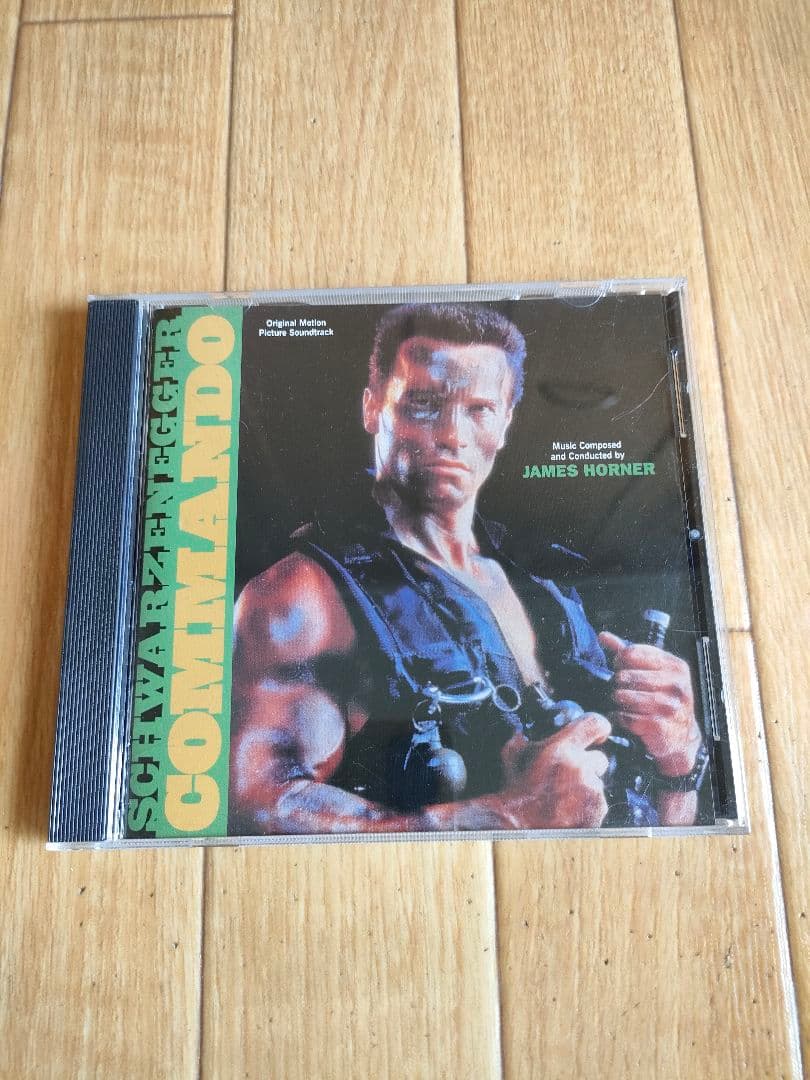 SCHWARZENEGGER
COMMANDO
Original Motion
Picture Soundtrack
Music Composed
and Conducted by
JAMES HORNER